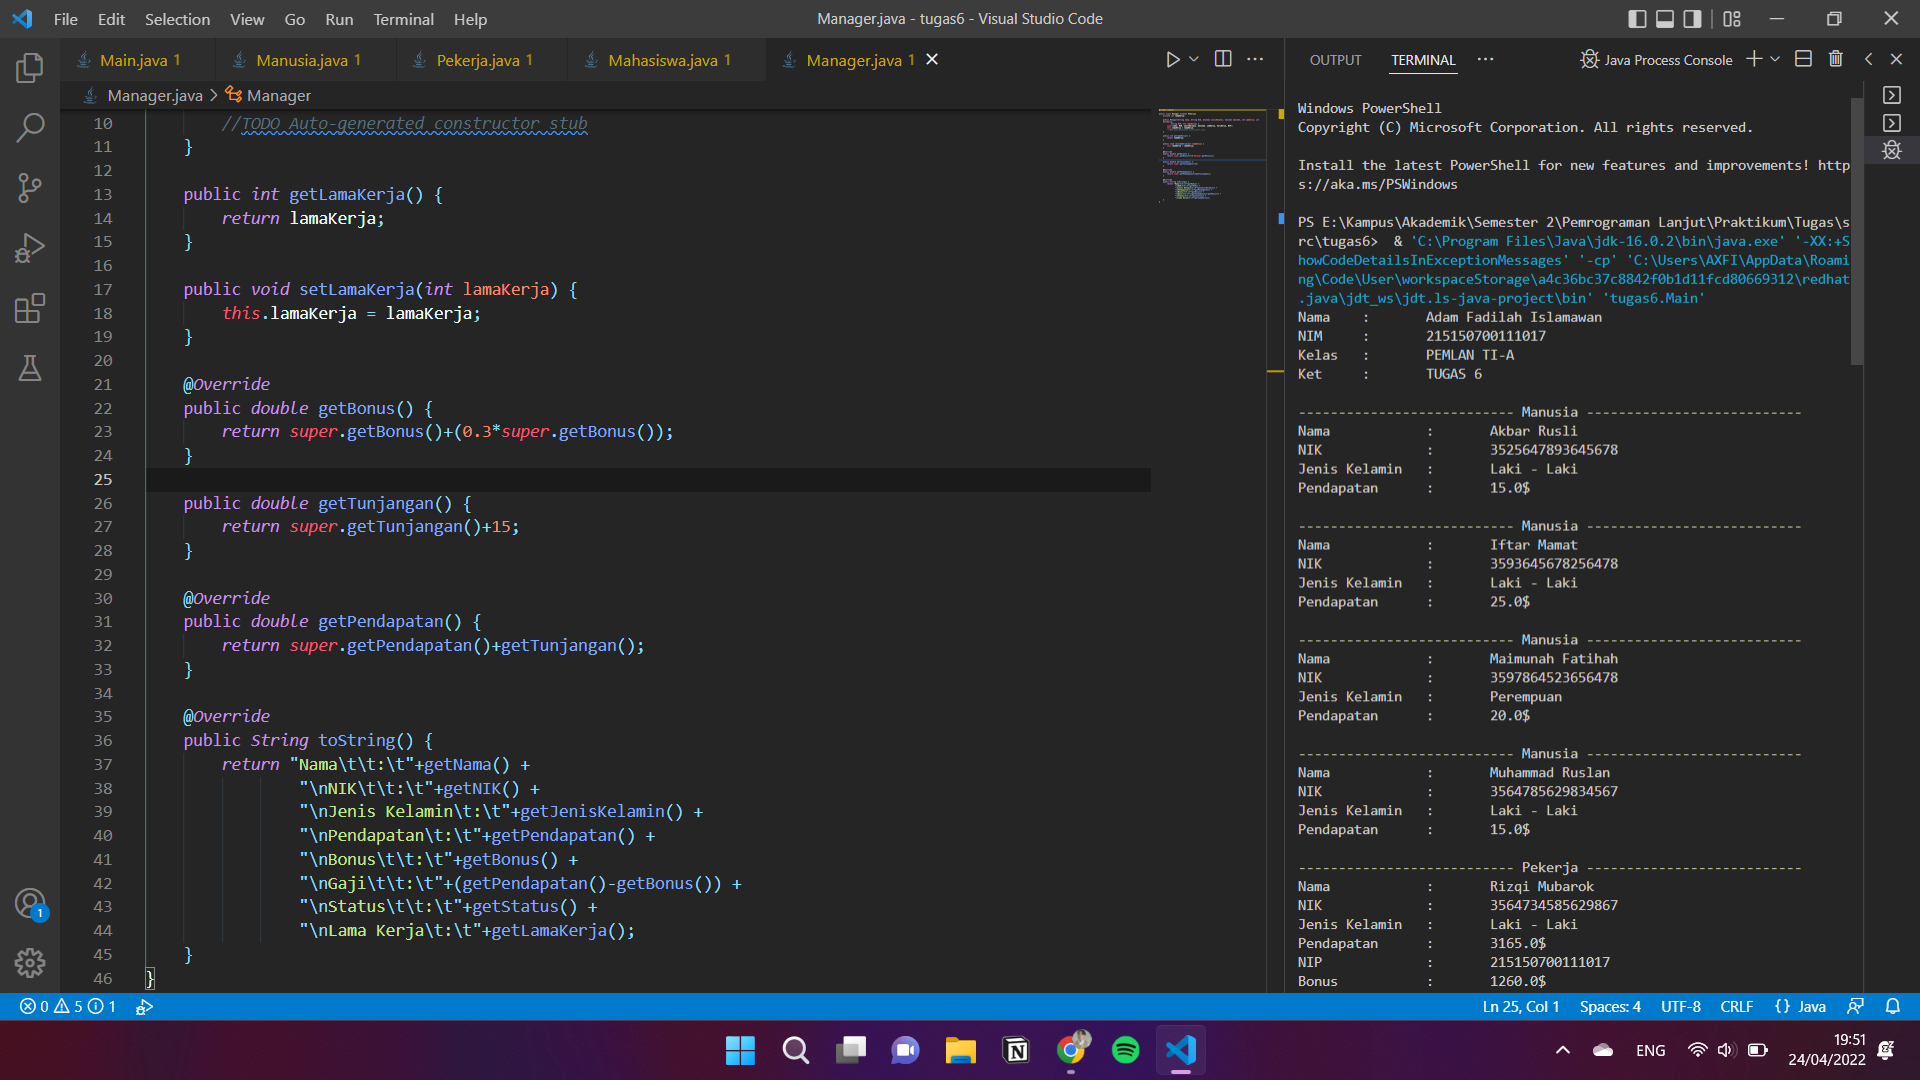 File Edit Selection View Go Run Terminal Help
Manager.java - tugas6 - Visual Studio Code
Main.java 1
Manusia.java 1
Pekerja.java 1
Mahasiswa.java 1
Manager.java 1
Manager.java > Manager
10 //TODO Auto-generated constructor stub
11 }
12
13 public int getLamaKerja() {
14 return lamaKerja;
15 }
16
17 public void setLamaKerja(int lamaKerja) {
18 this.lamaKerja = lamaKerja;
19 }
20
21 @Override
22 public double getBonus() {
23 return super.getBonus()+(0.3*super.getBonus());
24 }
25
26 public double getTunjangan() {
27 return super.getTunjangan()+15;
28 }
29
30 @Override
31 public double getPendapatan() {
32 return super.getPendapatan()+getTunjangan();
33 }
34
35 @Override
36 public String toString() {
37 return "Nama\t\t:\t"+getNama() +
38 "\nNIK\t\t:\t"+getNIK() +
39 "\nJenis Kelamin\t:\t"+getJenisKelamin() +
40 "\nPendapatan\t:\t"+getPendapatan() +
41 "\nBonus\t\t:\t"+getBonus() +
42 "\nGaji\t\t:\t"+(getPendapatan()-getBonus()) +
43 "\nStatus\t\t:\t"+getStatus() +
44 "\nLama Kerja\t:\t"+getLamaKerja();
45 }
46 }
OUTPUT TERMINAL ··· Java Process Console
Windows PowerShell
Copyright (C) Microsoft Corporation. All rights reserved.
Install the latest PowerShell for new features and improvements! http
s://aka.ms/PSWindows
PS E:\Kampus\Akademik\Semester 2\Pemrograman Lanjut\Praktikum\Tugas\s
rc\tugas6> & 'C:\Program Files\Java\jdk-16.0.2\bin\java.exe' '-XX:+S
howCodeDetailsInExceptionMessages' '-cp' 'C:\Users\AXFI\AppData\Roami
ng\Code\User\workspaceStorage\a4c36bc37c8842f0b1d11fcd80669312\redhat
.java\jdt_ws\jdt.ls-java-project\bin' 'tugas6.Main'
Nama : Adam Fadilah Islamawan
NIM : 215150700111017
Kelas : PEMLAN TI-A
Ket : TUGAS 6
--------------------------- Manusia ---------------------------
Nama : Akbar Rusli
NIK : 3525647893645678
Jenis Kelamin : Laki - Laki
Pendapatan : 15.0$
--------------------------- Manusia ---------------------------
Nama : Iftar Mamat
NIK : 3593645678256478
Jenis Kelamin : Laki - Laki
Pendapatan : 25.0$
--------------------------- Manusia ---------------------------
Nama : Maimunah Fatihah
NIK : 3597864523656478
Jenis Kelamin : Perempuan
Pendapatan : 20.0$
--------------------------- Manusia ---------------------------
Nama : Muhammad Ruslan
NIK : 3564785629834567
Jenis Kelamin : Laki - Laki
Pendapatan : 15.0$
--------------------------- Pekerja ---------------------------
Nama : Rizqi Mubarok
NIK : 3564734585629867
Jenis Kelamin : Laki - Laki
Pendapatan : 3165.0$
NIP : 215150700111017
Bonus : 1260.0$
1
0 5 1
Ln 25, Col 1 Spaces: 4 UTF-8 CRLF {} Java
ENG
19:51
24/04/2022